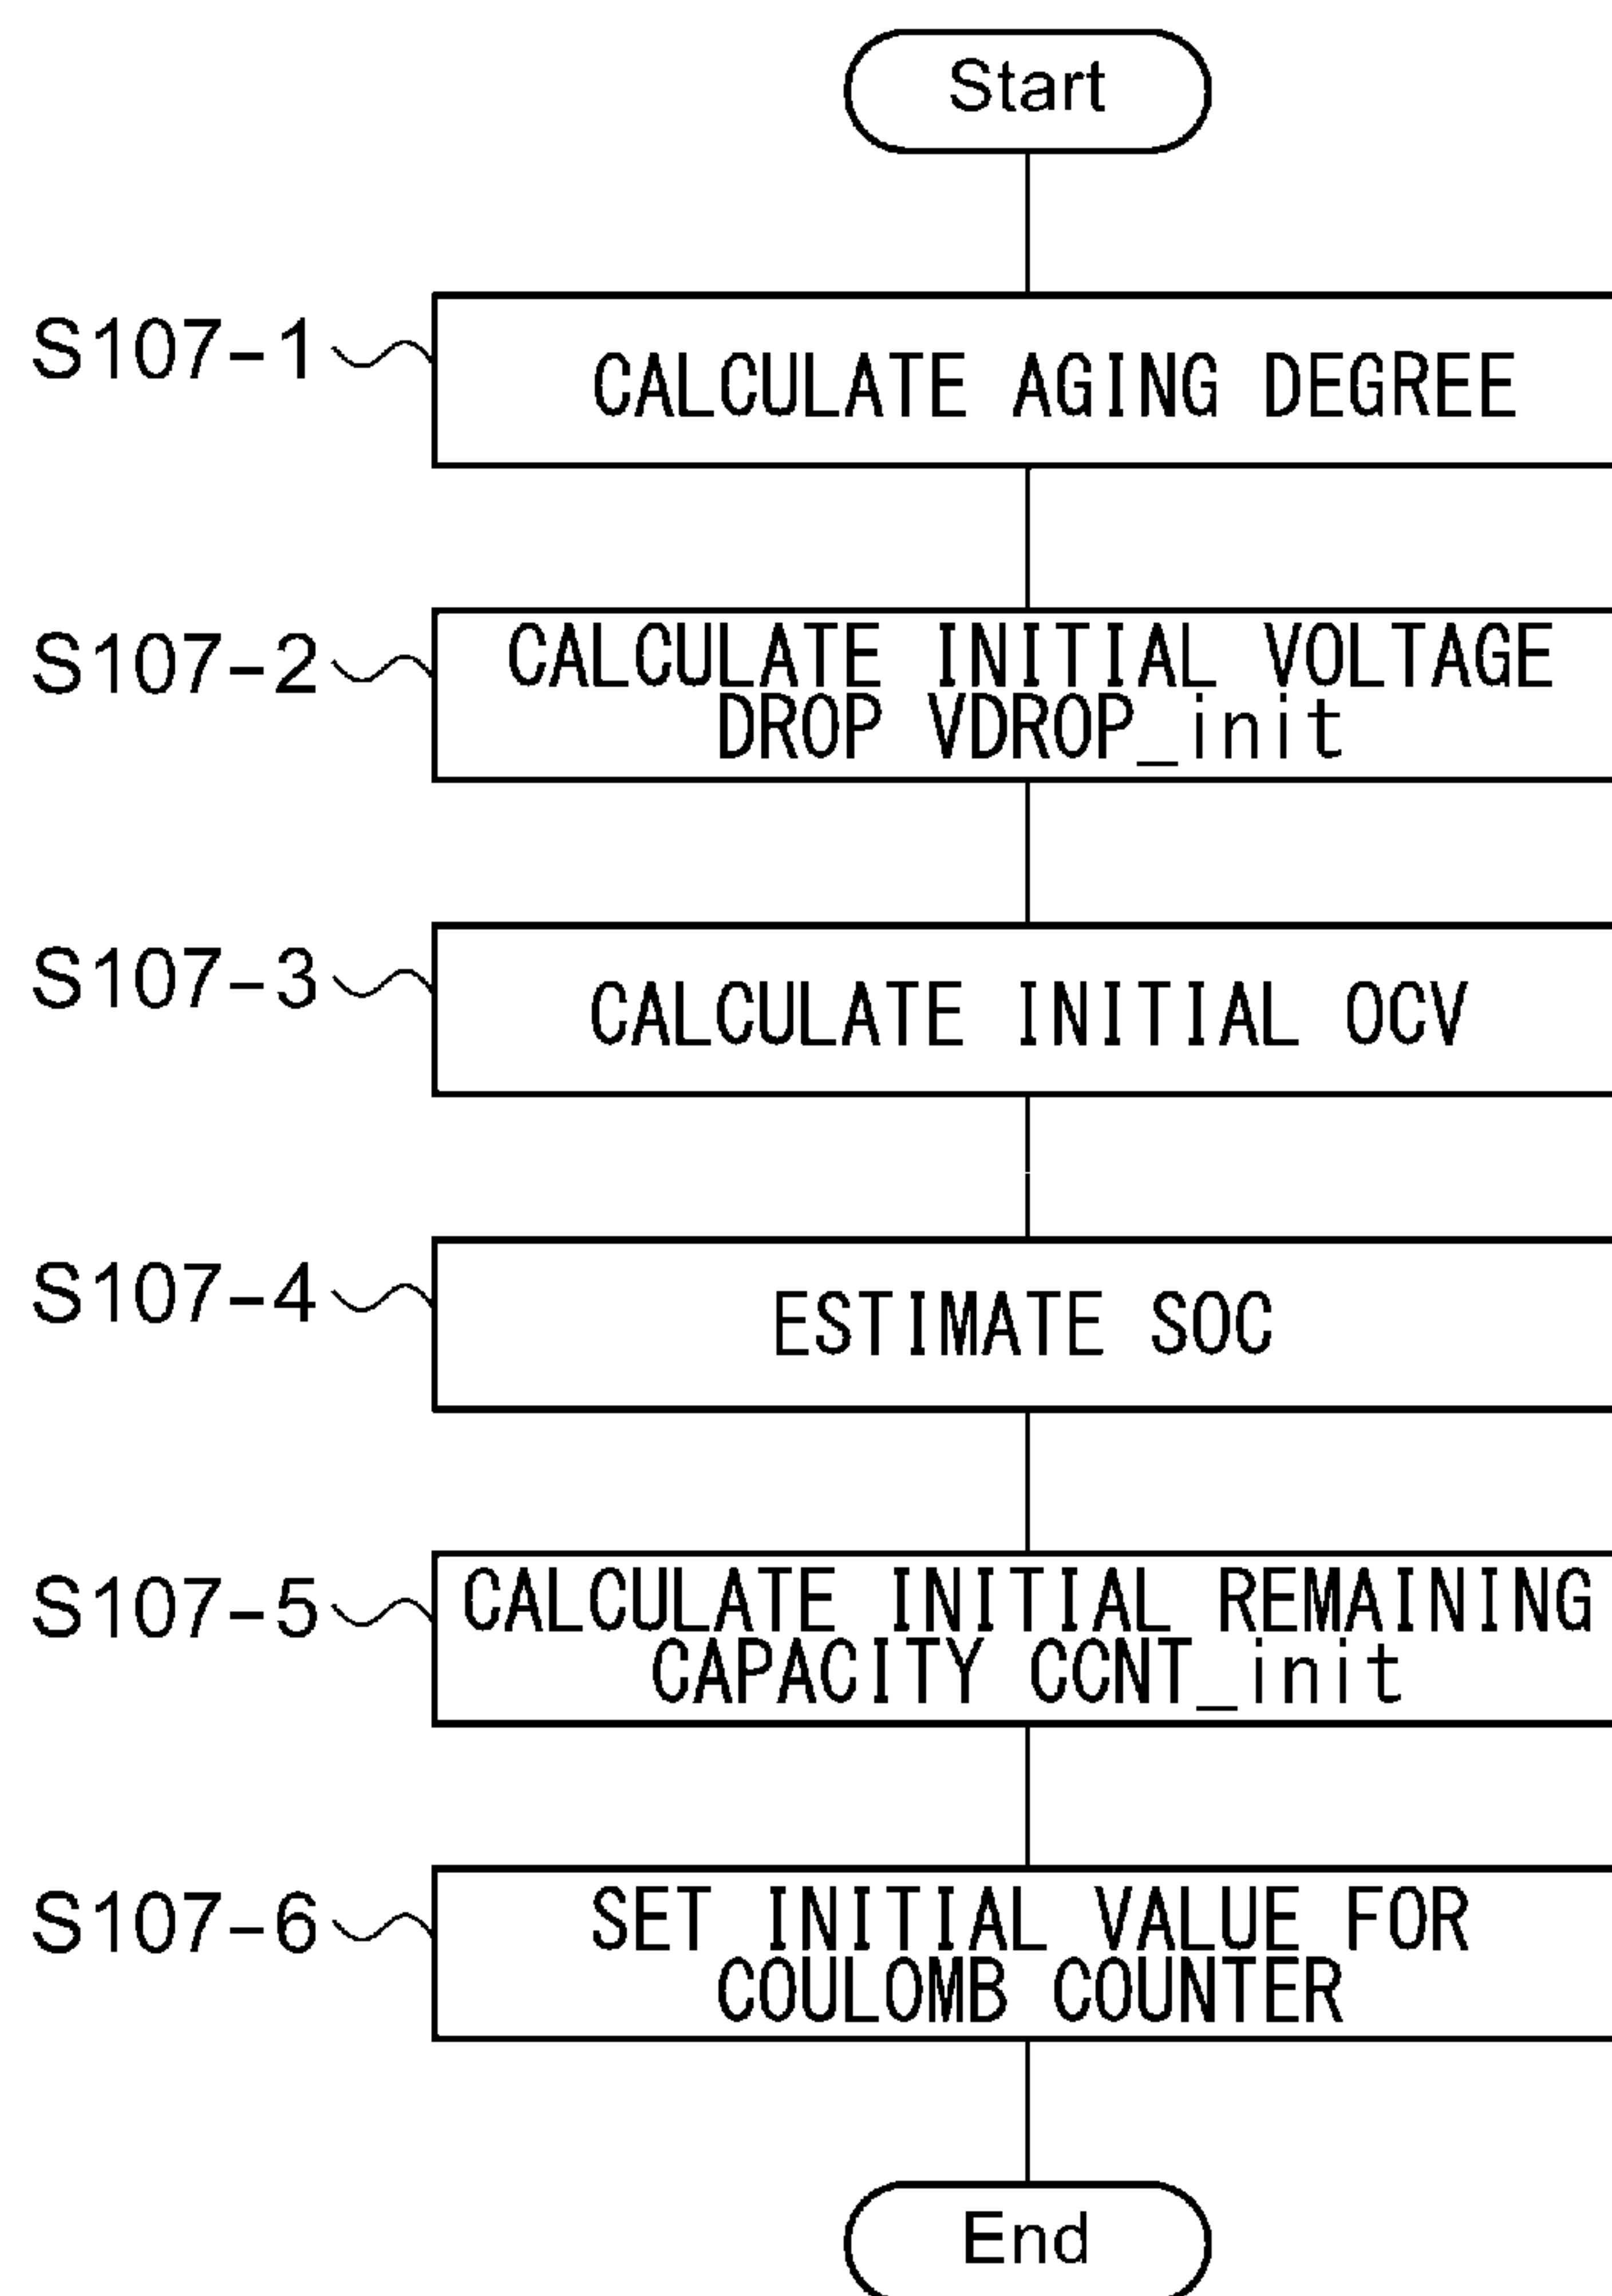 Start
S107-1
CALCULATE AGING DEGREE
S107-2
CALCULATE INITIAL VOLTAGE
DROP VDROP_init
S107-3
CALCULATE INITIAL OCV
S107-4
ESTIMATE SOC
S107-5
CALCULATE INITIAL REMAINING
CAPACITY CCNT_init
S107-6
SET INITIAL VALUE FOR
COULOMB COUNTER
End